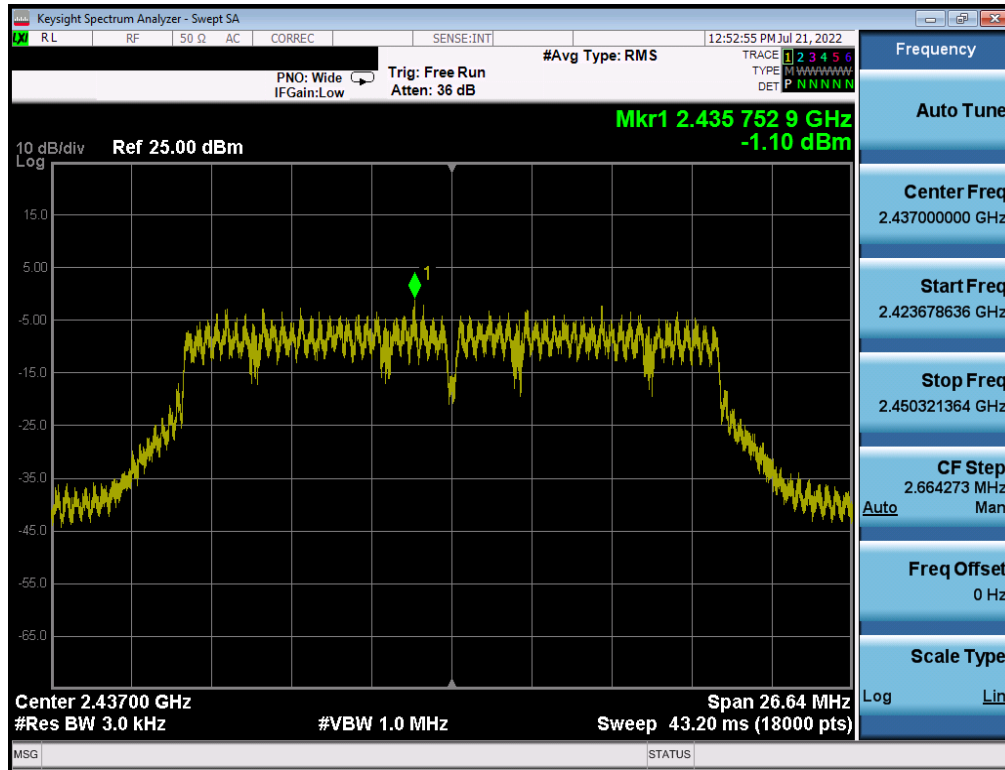 Keysight Spectrum Analyzer - Swept SA
LXI RL RF 50 Ω AC CORREC SENSE:INT 12:52:55 PM Jul 21, 2022
#Avg Type: RMS
TRACE 1 2 3 4 5 6
PNO: Wide Trig: Free Run
TYPE M W W W W W
IFGain:Low Atten: 36 dB
DET P N N N N N
Mkr1 2.435 752 9 GHz
-1.10 dBm
10 dB/div Ref 25.00 dBm
Log
15.0
5.00
1
-5.00
-15.0
-25.0
-35.0
-45.0
-55.0
-65.0
Center 2.43700 GHz Span 26.64 MHz
#Res BW 3.0 kHz #VBW 1.0 MHz Sweep 43.20 ms (18000 pts)
MSG STATUS
Frequency
Auto Tune
Center Freq
2.437000000 GHz
Start Freq
2.423678636 GHz
Stop Freq
2.450321364 GHz
CF Step
2.664273 MHz
Auto Man
Freq Offset
0 Hz
Scale Type
Log Lin